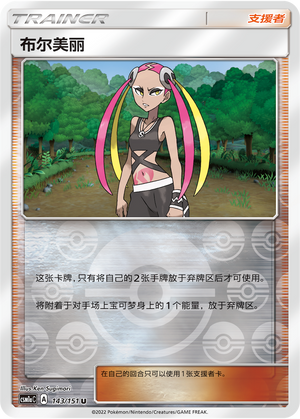 TRAINER
支援者
布尔美丽
这张卡牌，只有将自己的2张手牌放于弃牌区后才可使用。
将附着于对手场上宝可梦身上的1个能量，放于弃牌区。
在自己的回合只可以使用1张支援者卡。
Illus. Ken Sugimori
csm1aC A 143/151 U
©2022 Pokémon/Nintendo/Creatures/GAME FREAK.